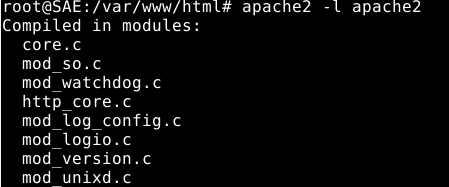 root@SAE:/var/www/html# apache2 -l apache2
Compiled in modules:
  core.c
  mod_so.c
  mod_watchdog.c
  http_core.c
  mod_log_config.c
  mod_logio.c
  mod_version.c
  mod_unixd.c